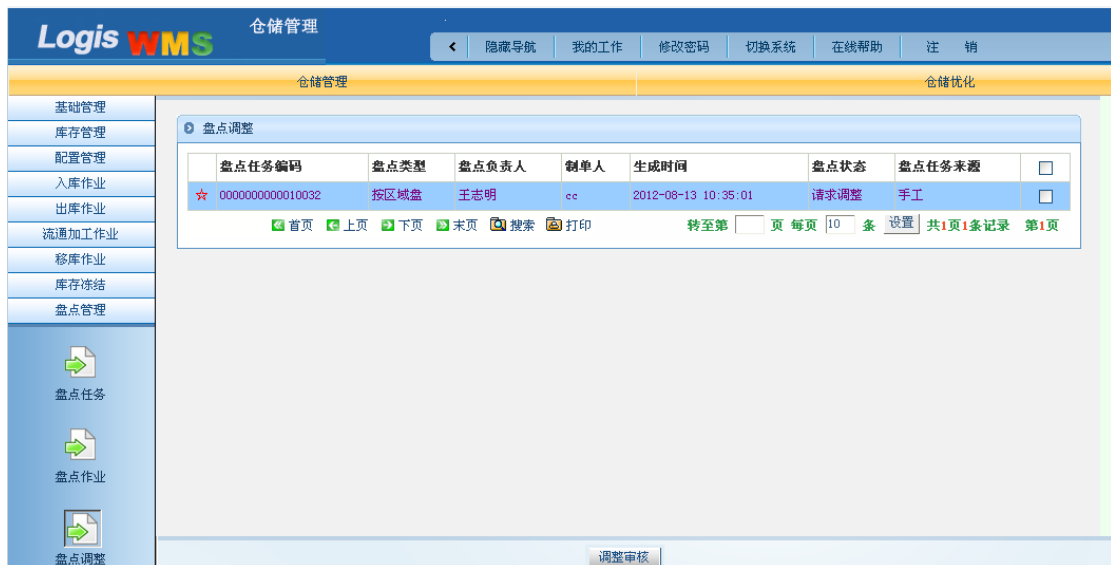 Logis WMS 仓储管理
隐藏导航 我的工作 修改密码 切换系统 在线帮助 注 销
仓储管理 仓储优化
基础管理
库存管理
配置管理
入库作业
出库作业
流通加工作业
移库作业
库存冻结
盘点管理
盘点任务
盘点作业
盘点调整
盘点调整
盘点任务编码 盘点类型 盘点负责人 制单人 生成时间 盘点状态 盘点任务来源
0000000000010032 按区域盘 王志明 cc 2012-08-13 10:35:01 请求调整 手工
首页 上页 下页 末页 搜索 打印 转至第 页 每页 10 条 设置 共1页1条记录 第1页
调整审核